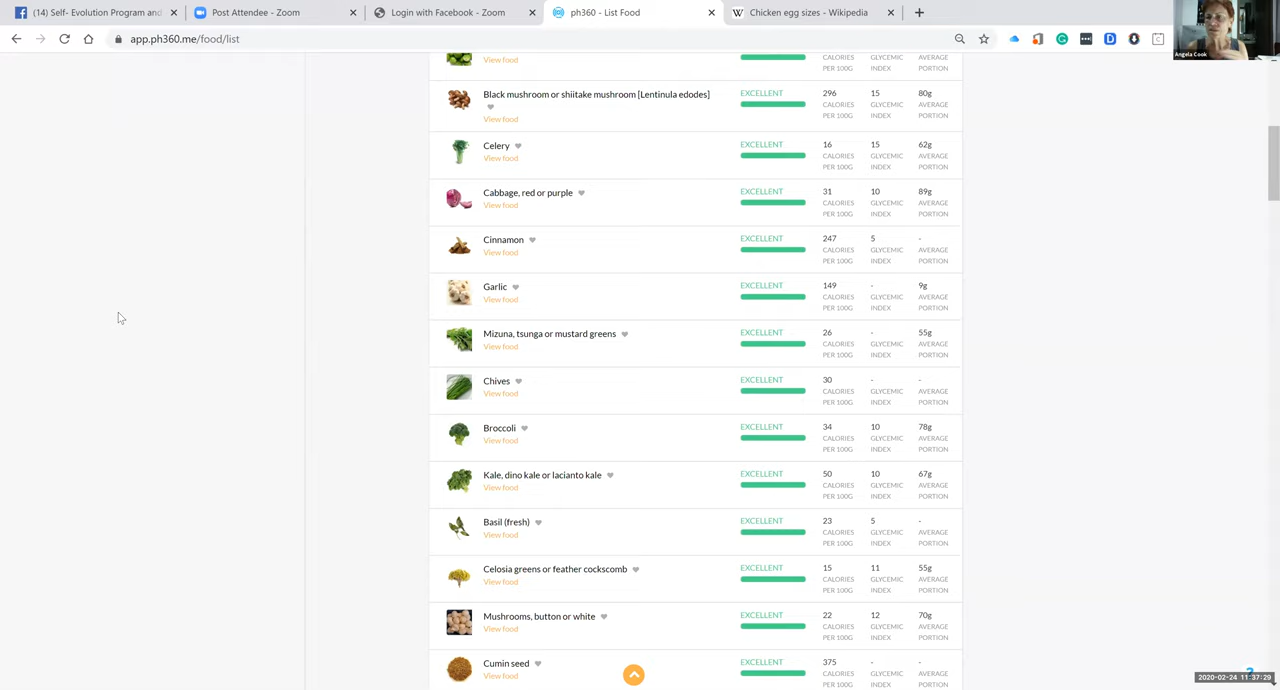 (14) Self- Evolution Program and
Post Attendee - Zoom
Login with Facebook - Zoom
ph360 - List Food
Chicken egg sizes - Wikipedia
app.ph360.me/food/list
Angela Cook
View food
CALORIES
PER 100G
GLYCEMIC
INDEX
AVERAGE
PORTION
Black mushroom or shiitake mushroom [Lentinula edodes]
View food
EXCELLENT
296
CALORIES
PER 100G
15
GLYCEMIC
INDEX
80g
AVERAGE
PORTION
Celery
View food
EXCELLENT
16
CALORIES
PER 100G
15
GLYCEMIC
INDEX
62g
AVERAGE
PORTION
Cabbage, red or purple
View food
EXCELLENT
31
CALORIES
PER 100G
10
GLYCEMIC
INDEX
89g
AVERAGE
PORTION
Cinnamon
View food
EXCELLENT
247
CALORIES
PER 100G
5
GLYCEMIC
INDEX
-
AVERAGE
PORTION
Garlic
View food
EXCELLENT
149
CALORIES
PER 100G
-
GLYCEMIC
INDEX
9g
AVERAGE
PORTION
Mizuna, tsunga or mustard greens
View food
EXCELLENT
26
CALORIES
PER 100G
-
GLYCEMIC
INDEX
55g
AVERAGE
PORTION
Chives
View food
EXCELLENT
30
CALORIES
PER 100G
-
GLYCEMIC
INDEX
-
AVERAGE
PORTION
Broccoli
View food
EXCELLENT
34
CALORIES
PER 100G
10
GLYCEMIC
INDEX
78g
AVERAGE
PORTION
Kale, dino kale or lacianto kale
View food
EXCELLENT
50
CALORIES
PER 100G
10
GLYCEMIC
INDEX
67g
AVERAGE
PORTION
Basil (fresh)
View food
EXCELLENT
23
CALORIES
PER 100G
5
GLYCEMIC
INDEX
-
AVERAGE
PORTION
Celosia greens or feather cockscomb
View food
EXCELLENT
15
CALORIES
PER 100G
11
GLYCEMIC
INDEX
55g
AVERAGE
PORTION
Mushrooms, button or white
View food
EXCELLENT
22
CALORIES
PER 100G
12
GLYCEMIC
INDEX
70g
AVERAGE
PORTION
Cumin seed
View food
EXCELLENT
375
CALORIES
PER 100G
-
GLYCEMIC
INDEX
-
AVERAGE
PORTION
2020-02-24 11:37:29